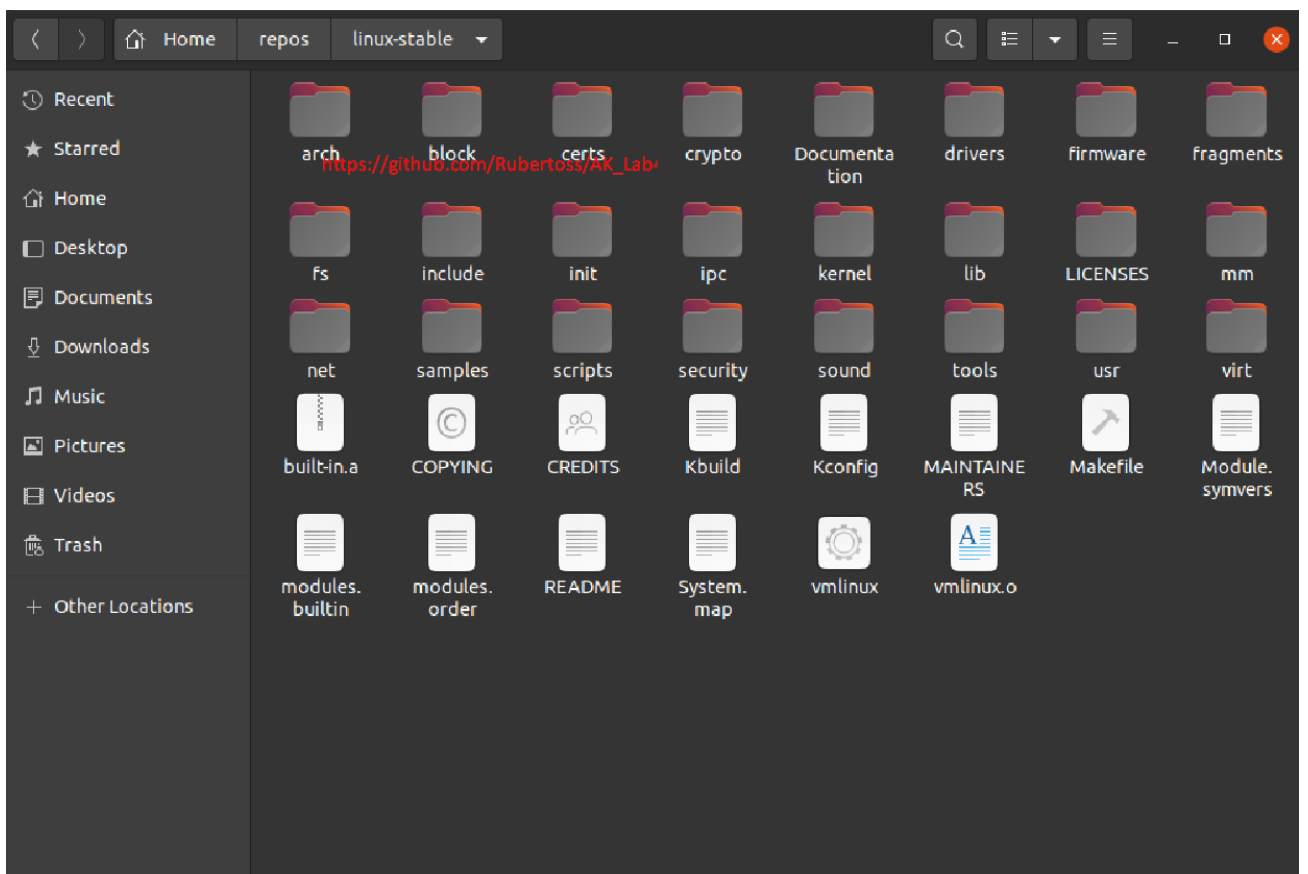 Home repos linux-stable
Recent
Starred
Home
Desktop
Documents
Downloads
Music
Pictures
Videos
Trash
Other Locations
arch block certs crypto Documenta drivers firmware fragments
tion
https://github.com/Rubertoss/AK_Lab4
fs include init ipc kernel lib LICENSES mm
net samples scripts security sound tools usr virt
built-in.a COPYING CREDITS Kbuild Kconfig MAINTAINE Makefile Module.
RS symvers
modules. modules. README System. vmlinux vmlinux.o
builtin order map